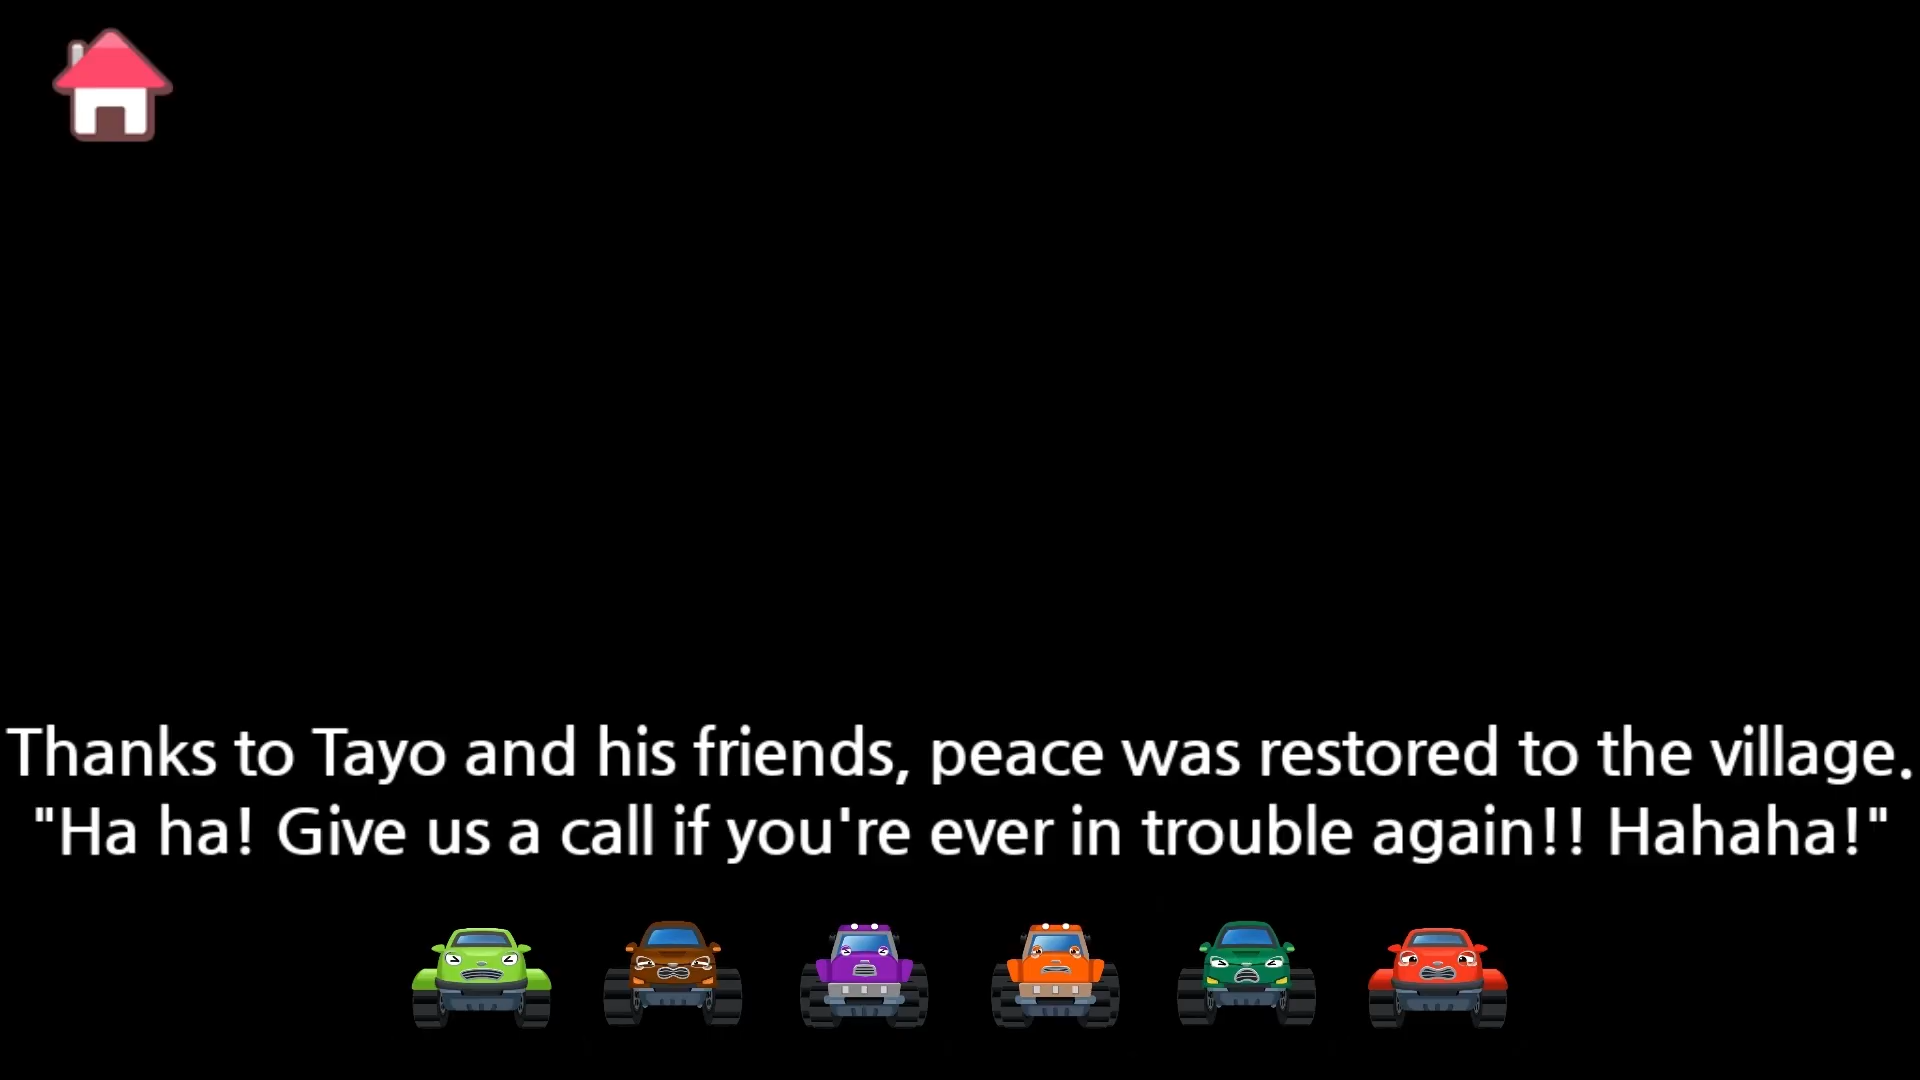 Thanks to Tayo and his friends, peace was restored to the village.
"Ha ha! Give us a call if you're ever in trouble again!! Hahaha!"